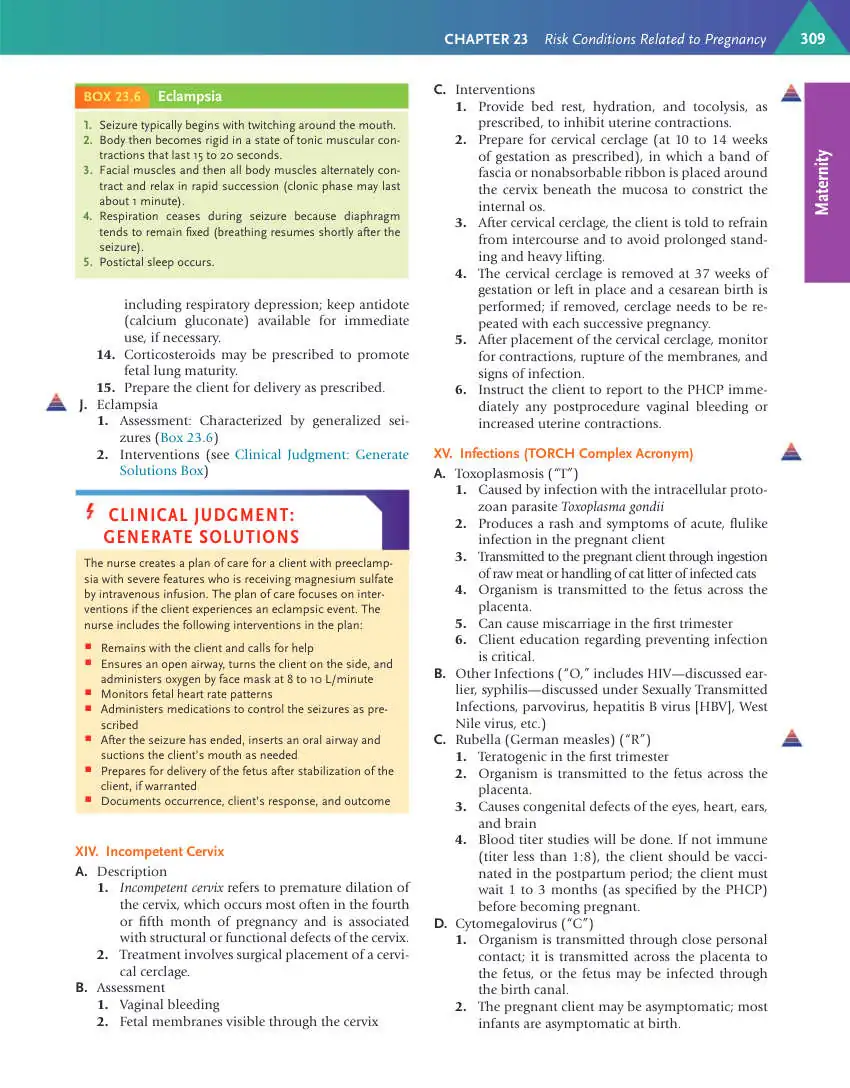 CHAPTER 23 Risk Conditions Related to Pregnancy 309
BOX 23.6 Eclampsia
1. Seizure typically begins with twitching around the mouth.
2. Body then becomes rigid in a state of tonic muscular con-
tractions that last 15 to 20 seconds.
3. Facial muscles and then all body muscles alternately con-
tract and relax in rapid succession (clonic phase may last
about 1 minute).
4. Respiration ceases during seizure because diaphragm
tends to remain fixed (breathing resumes shortly after the
seizure).
5. Postictal sleep occurs.
including respiratory depression; keep antidote
(calcium gluconate) available for immediate
use, if necessary.
14. Corticosteroids may be prescribed to promote
fetal lung maturity.
15. Prepare the client for delivery as prescribed.
J. Eclampsia
1. Assessment: Characterized by generalized sei-
zures (Box 23.6)
2. Interventions (see Clinical Judgment: Generate
Solutions Box)
CLINICAL JUDGMENT:
GENERATE SOLUTIONS
The nurse creates a plan of care for a client with preeclamp-
sia with severe features who is receiving magnesium sulfate
by intravenous infusion. The plan of care focuses on inter-
ventions if the client experiences an eclampsic event. The
nurse includes the following interventions in the plan:
▪ Remains with the client and calls for help
▪ Ensures an open airway, turns the client on the side, and
administers oxygen by face mask at 8 to 10 L/minute
▪ Monitors fetal heart rate patterns
▪ Administers medications to control the seizures as pre-
scribed
▪ After the seizure has ended, inserts an oral airway and
suctions the client's mouth as needed
▪ Prepares for delivery of the fetus after stabilization of the
client, if warranted
▪ Documents occurrence, client's response, and outcome
XIV. Incompetent Cervix
A. Description
1. Incompetent cervix refers to premature dilation of
the cervix, which occurs most often in the fourth
or fifth month of pregnancy and is associated
with structural or functional defects of the cervix.
2. Treatment involves surgical placement of a cervi-
cal cerclage.
B. Assessment
1. Vaginal bleeding
2. Fetal membranes visible through the cervix
C. Interventions
1. Provide bed rest, hydration, and tocolysis, as
prescribed, to inhibit uterine contractions.
2. Prepare for cervical cerclage (at 10 to 14 weeks
of gestation as prescribed), in which a band of
fascia or nonabsorbable ribbon is placed around
the cervix beneath the mucosa to constrict the
internal os.
3. After cervical cerclage, the client is told to refrain
from intercourse and to avoid prolonged stand-
ing and heavy lifting.
4. The cervical cerclage is removed at 37 weeks of
gestation or left in place and a cesarean birth is
performed; if removed, cerclage needs to be re-
peated with each successive pregnancy.
5. After placement of the cervical cerclage, monitor
for contractions, rupture of the membranes, and
signs of infection.
6. Instruct the client to report to the PHCP imme-
diately any postprocedure vaginal bleeding or
increased uterine contractions.
XV. Infections (TORCH Complex Acronym)
A. Toxoplasmosis (“T”)
1. Caused by infection with the intracellular proto-
zoan parasite Toxoplasma gondii
2. Produces a rash and symptoms of acute, flulike
infection in the pregnant client
3. Transmitted to the pregnant client through ingestion
of raw meat or handling of cat litter of infected cats
4. Organism is transmitted to the fetus across the
placenta.
5. Can cause miscarriage in the first trimester
6. Client education regarding preventing infection
is critical.
B. Other Infections (“O,” includes HIV—discussed ear-
lier, syphilis—discussed under Sexually Transmitted
Infections, parvovirus, hepatitis B virus [HBV], West
Nile virus, etc.)
C. Rubella (German measles) (“R”)
1. Teratogenic in the first trimester
2. Organism is transmitted to the fetus across the
placenta.
3. Causes congenital defects of the eyes, heart, ears,
and brain
4. Blood titer studies will be done. If not immune
(titer less than 1:8), the client should be vacci-
nated in the postpartum period; the client must
wait 1 to 3 months (as specified by the PHCP)
before becoming pregnant.
D. Cytomegalovirus (“C”)
1. Organism is transmitted through close personal
contact; it is transmitted across the placenta to
the fetus, or the fetus may be infected through
the birth canal.
2. The pregnant client may be asymptomatic; most
infants are asymptomatic at birth.
Maternity